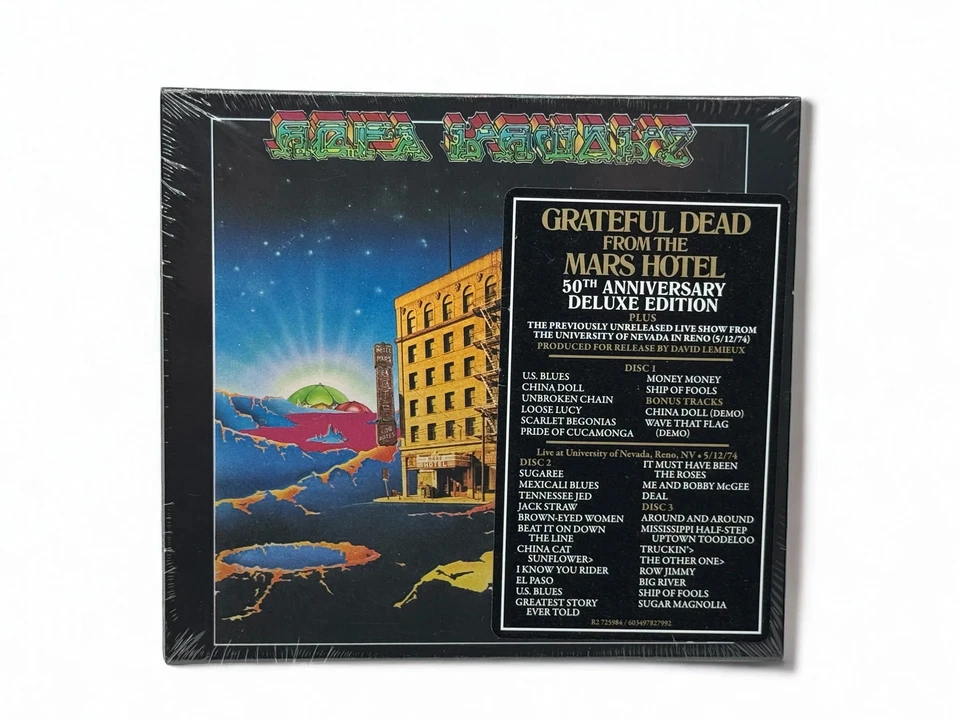 HOTEL
GRATEFUL DEAD
FROM THE
MARS HOTEL
50TH ANNIVERSARY
DELUXE EDITION
PLUS
THE PREVIOUSLY UNRELEASED LIVE SHOW FROM
THE UNIVERSITY OF NEVADA IN RENO (5/12/74)
PRODUCED FOR RELEASE BY DAVID LEMIEUX
DISC 1
U.S. BLUES
CHINA DOLL
UNBROKEN CHAIN
LOOSE LUCY
SCARLET BEGONIAS
PRIDE OF CUCAMONGA
MONEY MONEY
SHIP OF FOOLS
BONUS TRACKS
CHINA DOLL (DEMO)
WAVE THAT FLAG
(DEMO)
Live at University of Nevada, Reno, NV • 5/12/74
DISC 2
SUGAREE
MEXICALI BLUES
TENNESSEE JED
JACK STRAW
BROWN-EYED WOMEN
BEAT IT ON DOWN
THE LINE
CHINA CAT
SUNFLOWER>
I KNOW YOU RIDER
EL PASO
U.S. BLUES
GREATEST STORY
EVER TOLD
IT MUST HAVE BEEN
THE ROSES
ME AND BOBBY McGEE
DEAL
DISC 3
AROUND AND AROUND
MISSISSIPPI HALF-STEP
UPTOWN TOODELOO
TRUCKIN'>
THE OTHER ONE>
ROW JIMMY
BIG RIVER
SHIP OF FOOLS
SUGAR MAGNOLIA
R2 725984 / 603497827992